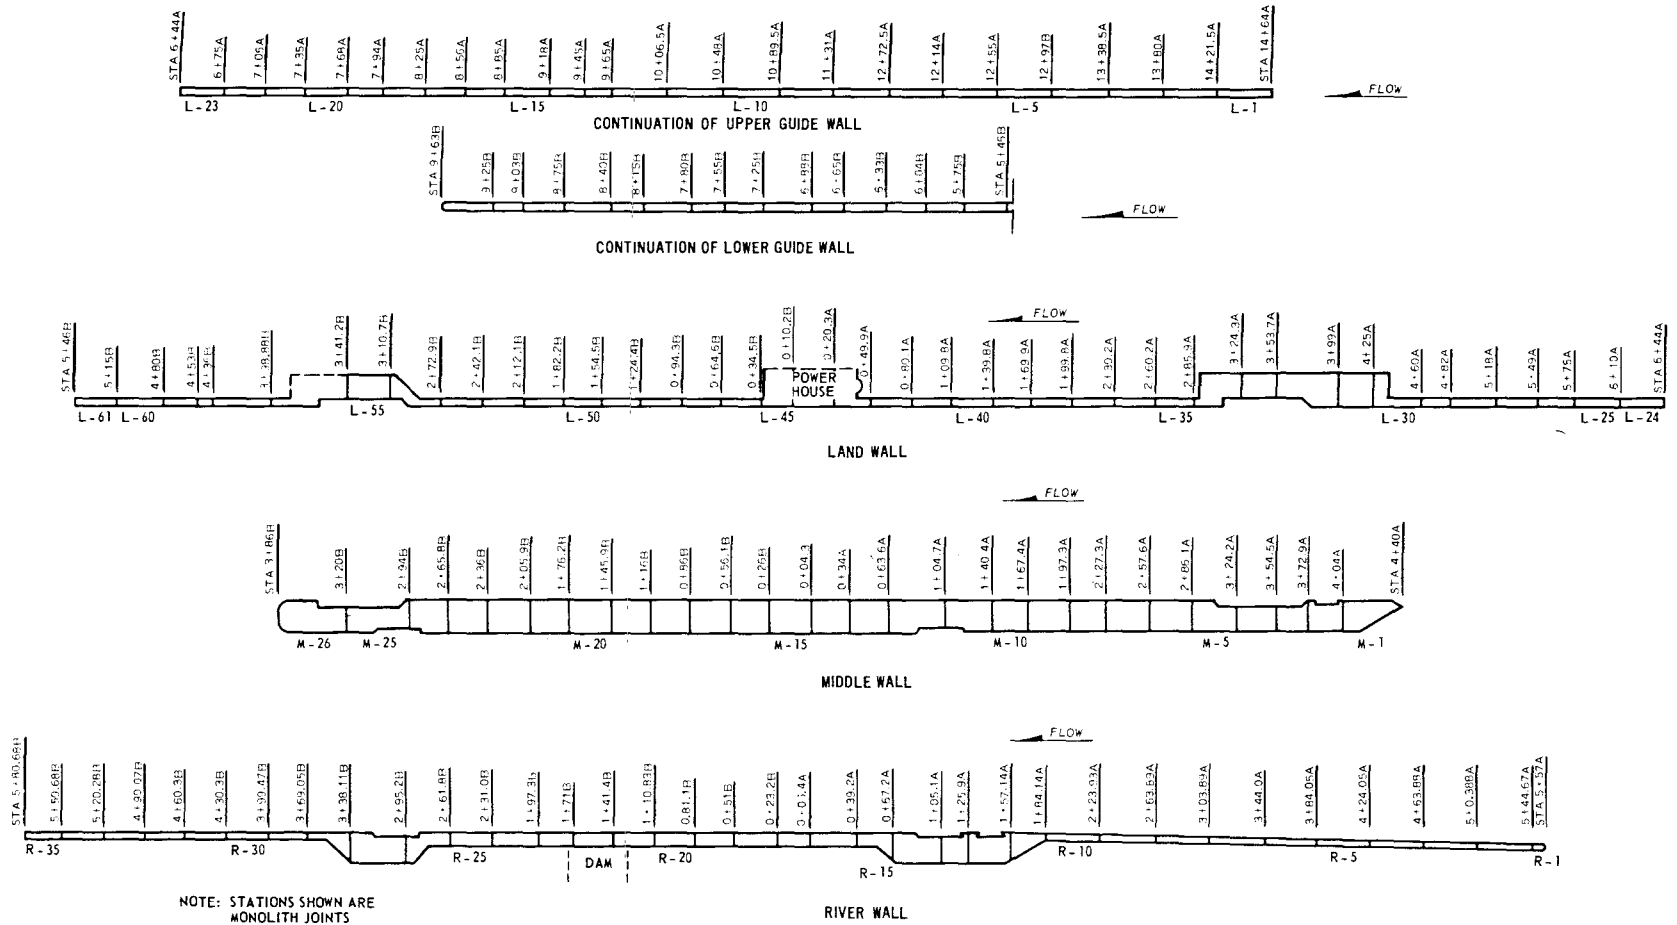 STA 6+44A 6+75A 7+05A 7+35A 7+68A 7+94A 8+25A 8+56A 8+85A 9+18A 9+45A 9+65A 10+06.5A 10+48A 10+89.5A 11+31A 12+72.5A 12+14A 12+55A 12+97B 13+38.5A 13+80A 14+21.5A STA 14+64A
L-23 L-20 L-15 L-10 L-5 L-1
FLOW
CONTINUATION OF UPPER GUIDE WALL
STA 9+63B 9+25B 9+03B 8+75B 8+40B 8+15B 7+80B 7+55B 7+25B 6+88B 6+65B 6+04B 5+75B STA 5+45B
FLOW
CONTINUATION OF LOWER GUIDE WALL
FLOW
STA 5+46B 5+15B 4+80B 4+53B 3+41.2B 3+10.7B 2+72.9B 2+42.1B 2+12.1B 1+82.2B 1+54.5B 1+24.4B 0+94.3B 0+64.6B 0+34.5B 0+10.2B 0+20.3A 0+49.9A 0+80.1A 1+09.8A 1+39.8A 1+69.9A 1+99.8A 2+30.2A 2+60.2A 2+85.9A 3+24.3A 3+53.7A 3+99A 4+25A 4+60A 4+82A 5+18A 5+49A 5+75A 6+10A STA 6+44A
POWER
HOUSE
L-61 L-60 L-55 L-50 L-45 L-40 L-35 L-30 L-25 L-24
LAND WALL
FLOW
STA 3+86B 3+20B 2+94B 2+65.8B 2+36B 2+05.9B 1+76.2B 1+45.9B 1+16B 0+86B 0+56.1B 0+26B 0+04.3 0+34A 0+63.6A 1+04.7A 1+40.4A 1+67.4A 1+97.3A 2+27.3A 2+57.6A 2+86.1A 3+24.2A 3+54.5A 3+72.9A 4+04A STA 4+40A
M-26 M-25 M-20 M-15 M-10 M-5 M-1
MIDDLE WALL
FLOW
STA 5+80.68B 5+50.68B 5+20.28B 4+90.07B 4+60.3B 4+30.3B 3+99.47B 3+69.05B 3+38.11B 2+95.2B 2+61.8B 2+31.0B 1+97.3B 1+71B 1+41.4B 1+10.83B 0.81.1B 0+51B 0+23.2B 0+39.2A 0+67.2A 1+05.1A 1+25.9A 1+57.14A 1+84.14A 2+23.93A 2+63.89A 3+03.89A 3+44.0A 3+84.05A 4+24.05A 4+63.88A 5+0.38A 5+44.67A STA 5+57A
R-35 R-30 R-25 DAM R-20 R-15 R-10 R-5 R-1
NOTE: STATIONS SHOWN ARE
MONOLITH JOINTS
RIVER WALL